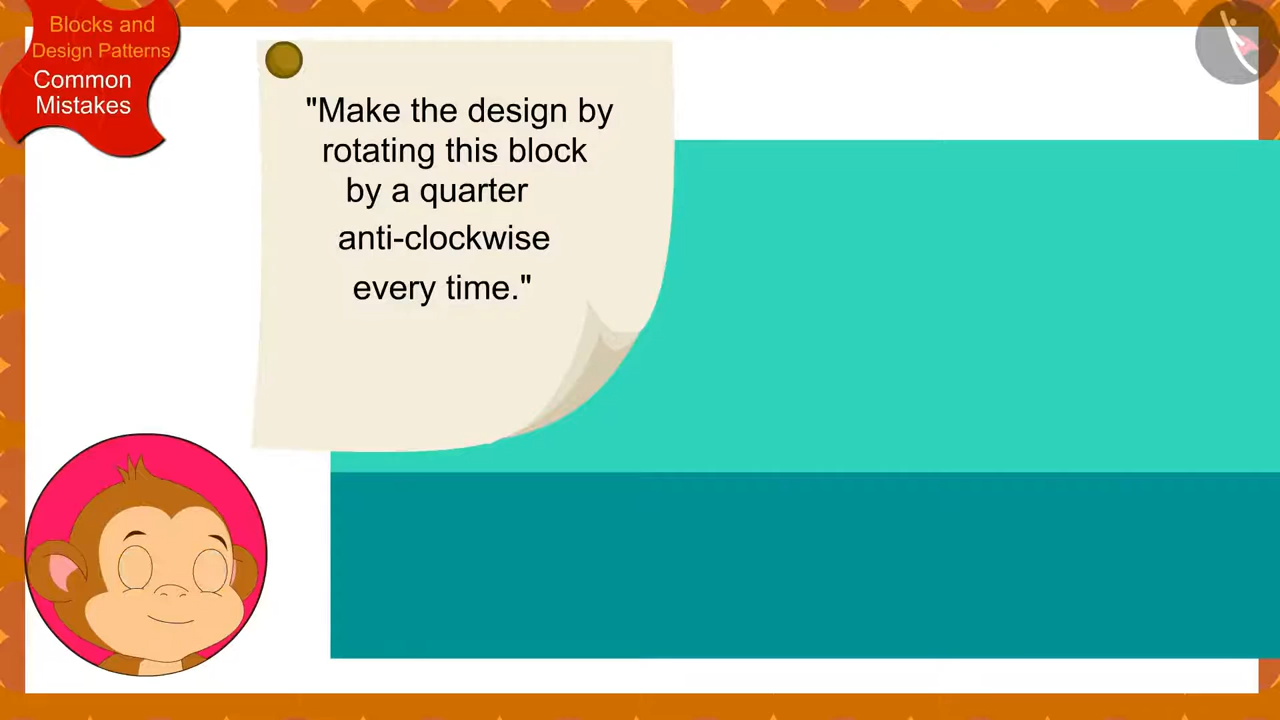 Blocks and
Design Patterns
Common
Mistakes
"Make the design by
rotating this block
by a quarter
anti-clockwise
every time."